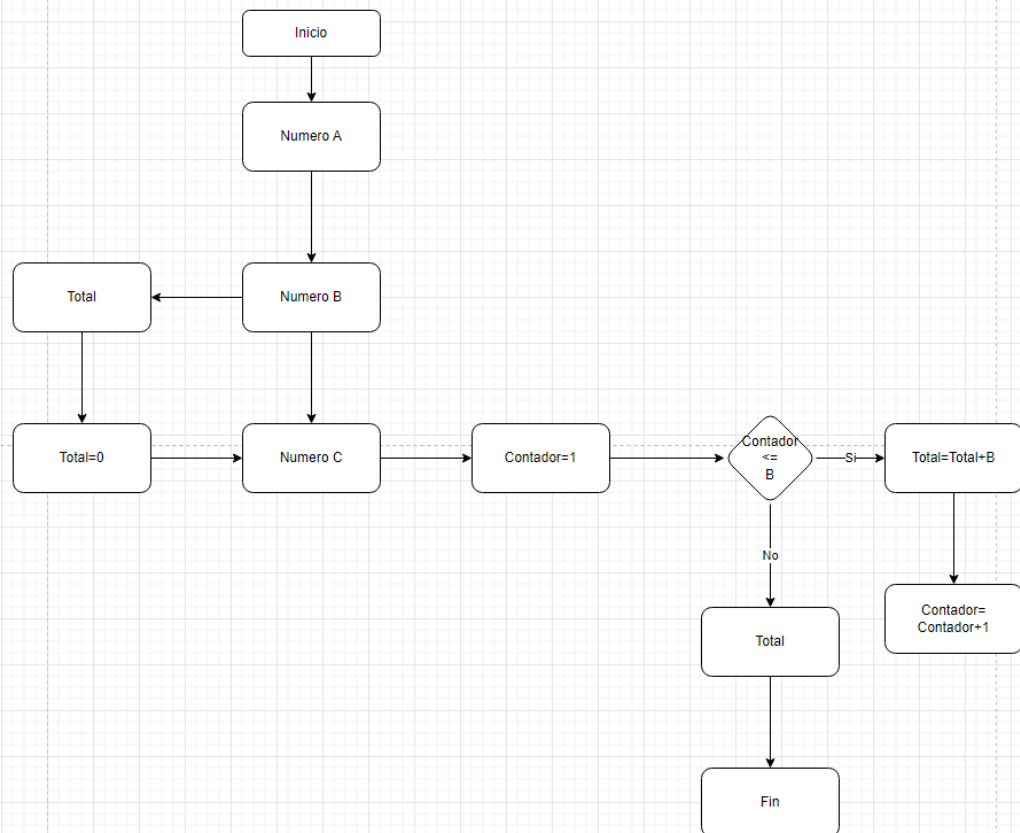 Inicio
Numero A
Total
Numero B
Total=0
Numero C
Contador=1
Contador
<=
B
Si
Total=Total+B
No
Contador=
Contador+1
Total
Fin